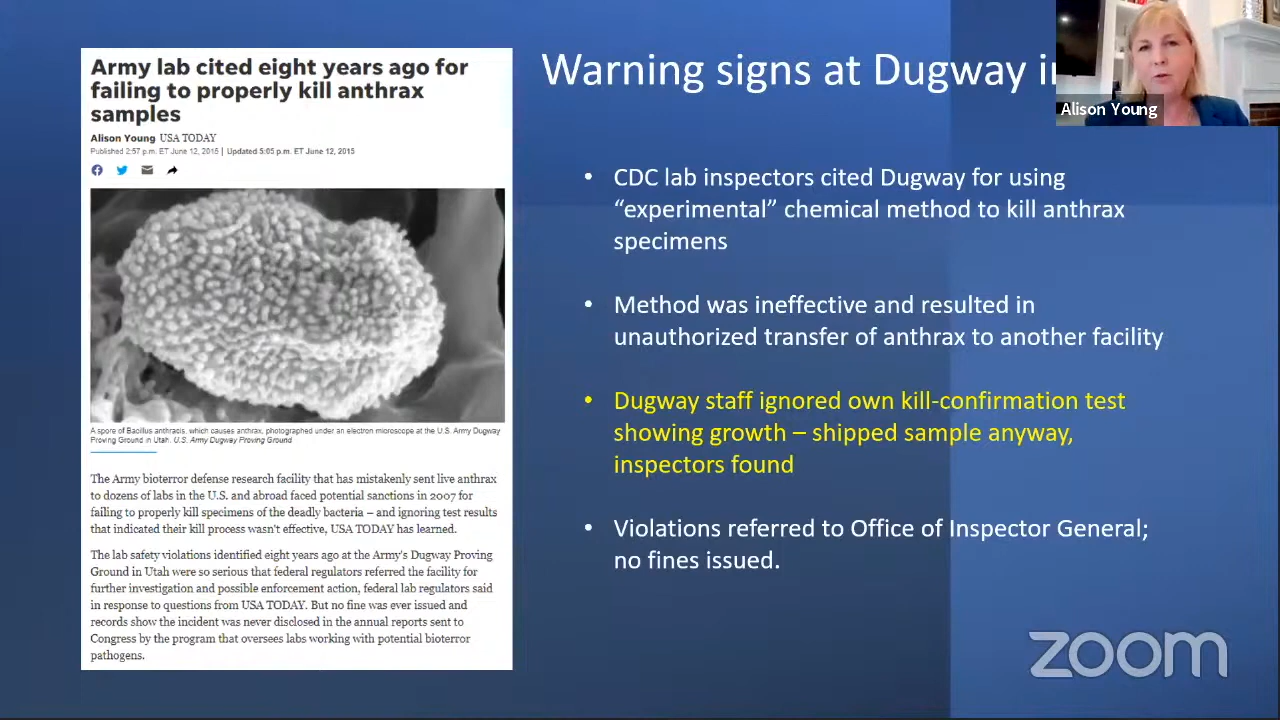 Army lab cited eight years ago for
failing to properly kill anthrax
samples
Alison Young USA TODAY
Published 2:57 p.m. ET June 12, 2015 | Updated 5:05 p.m. ET June 12, 2015
A spore of Bacillus anthracis, which causes anthrax, photographed under an electron microscope at the U.S. Army Dugway
Proving Ground in Utah. U.S. Army Dugway Proving Ground
The Army bioterror defense research facility that has mistakenly sent live anthrax
to dozens of labs in the U.S. and abroad faced potential sanctions in 2007 for
failing to properly kill specimens of the deadly bacteria – and ignoring test results
that indicated their kill process wasn't effective, USA TODAY has learned.
The lab safety violations identified eight years ago at the Army's Dugway Proving
Ground in Utah were so serious that federal regulators referred the facility for
further investigation and possible enforcement action, federal lab regulators said
in response to questions from USA TODAY. But no fine was ever issued and
records show the incident was never disclosed in the annual reports sent to
Congress by the program that oversees labs working with potential bioterror
pathogens.
Warning signs at Dugway
Alison Young
• CDC lab inspectors cited Dugway for using
“experimental” chemical method to kill anthrax
specimens
• Method was ineffective and resulted in
unauthorized transfer of anthrax to another facility
• Dugway staff ignored own kill-confirmation test
showing growth – shipped sample anyway,
inspectors found
• Violations referred to Office of Inspector General;
no fines issued.
zoom